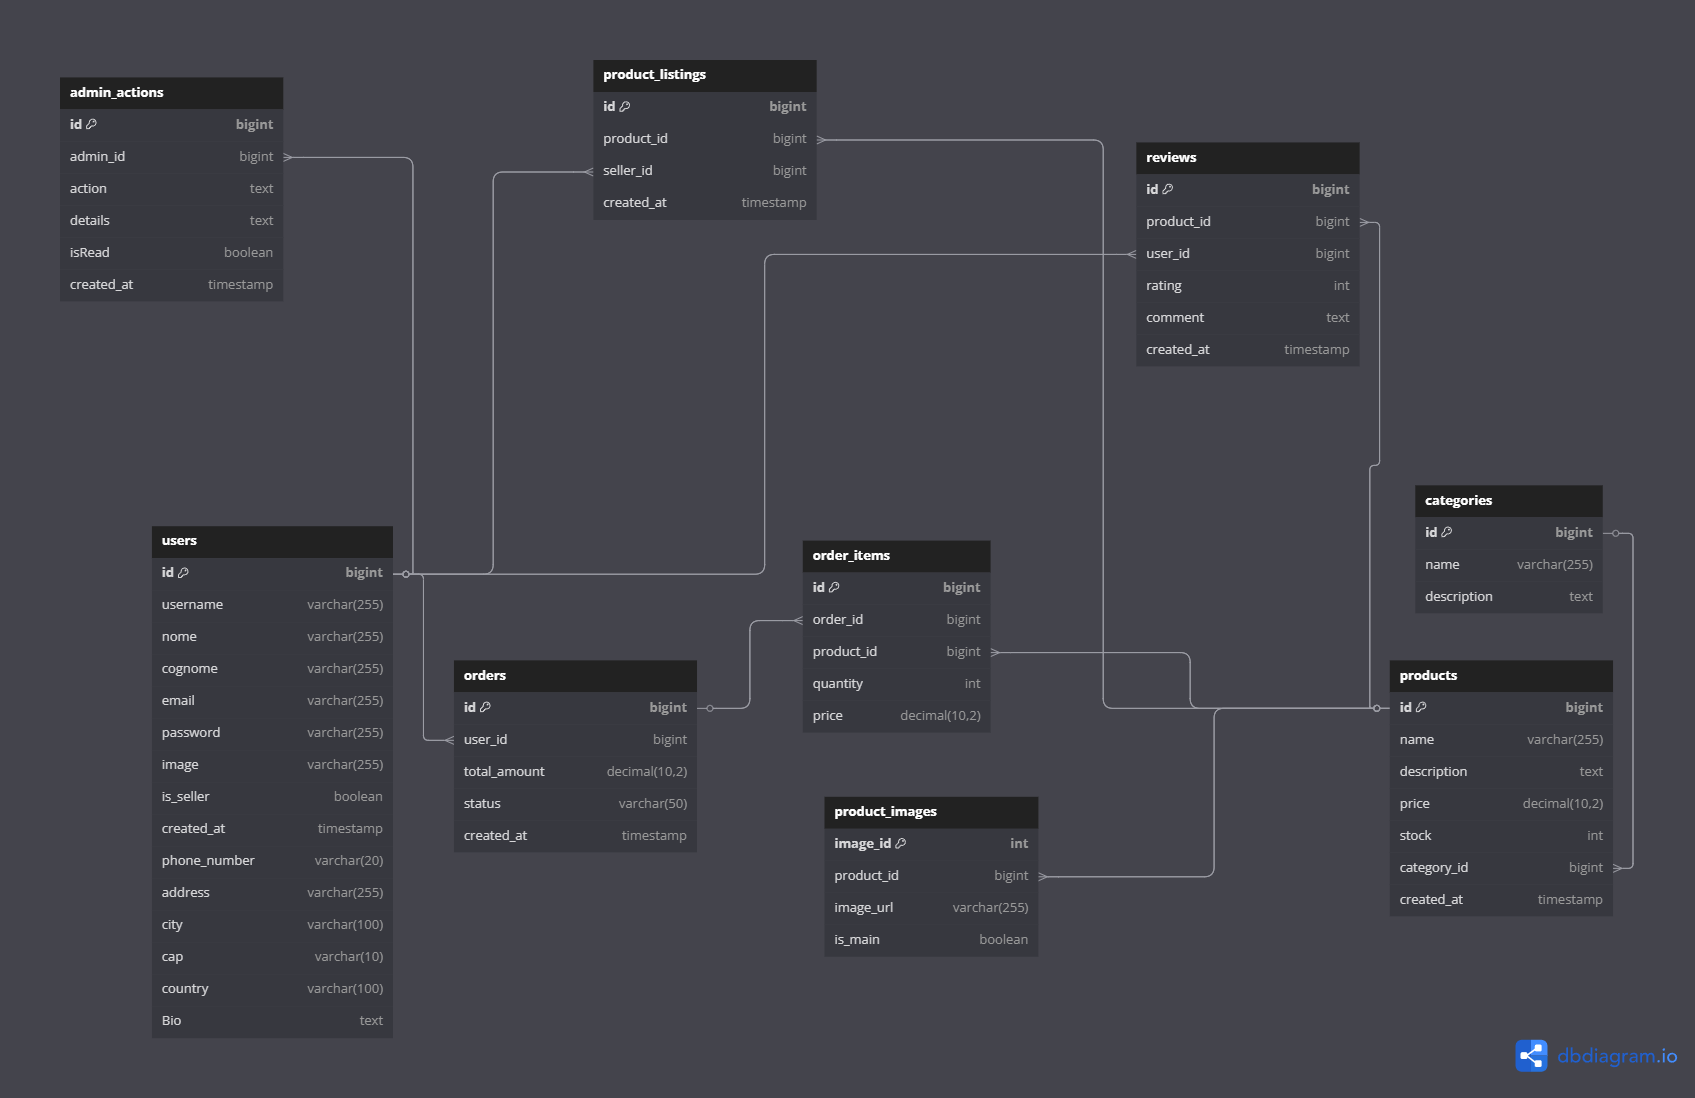 admin_actions
id bigint
admin_id bigint
action text
details text
isRead boolean
created_at timestamp
product_listings
id bigint
product_id bigint
seller_id bigint
created_at timestamp
reviews
id bigint
product_id bigint
user_id bigint
rating int
comment text
created_at timestamp
users
id bigint
username varchar(255)
nome varchar(255)
cognome varchar(255)
email varchar(255)
password varchar(255)
image varchar(255)
is_seller boolean
created_at timestamp
phone_number varchar(20)
address varchar(255)
city varchar(100)
cap varchar(10)
country varchar(100)
Bio text
orders
id bigint
user_id bigint
total_amount decimal(10,2)
status varchar(50)
created_at timestamp
order_items
id bigint
order_id bigint
product_id bigint
quantity int
price decimal(10,2)
product_images
image_id int
product_id bigint
image_url varchar(255)
is_main boolean
categories
id bigint
name varchar(255)
description text
products
id bigint
name varchar(255)
description text
price decimal(10,2)
stock int
category_id bigint
created_at timestamp
dbdiagram.io